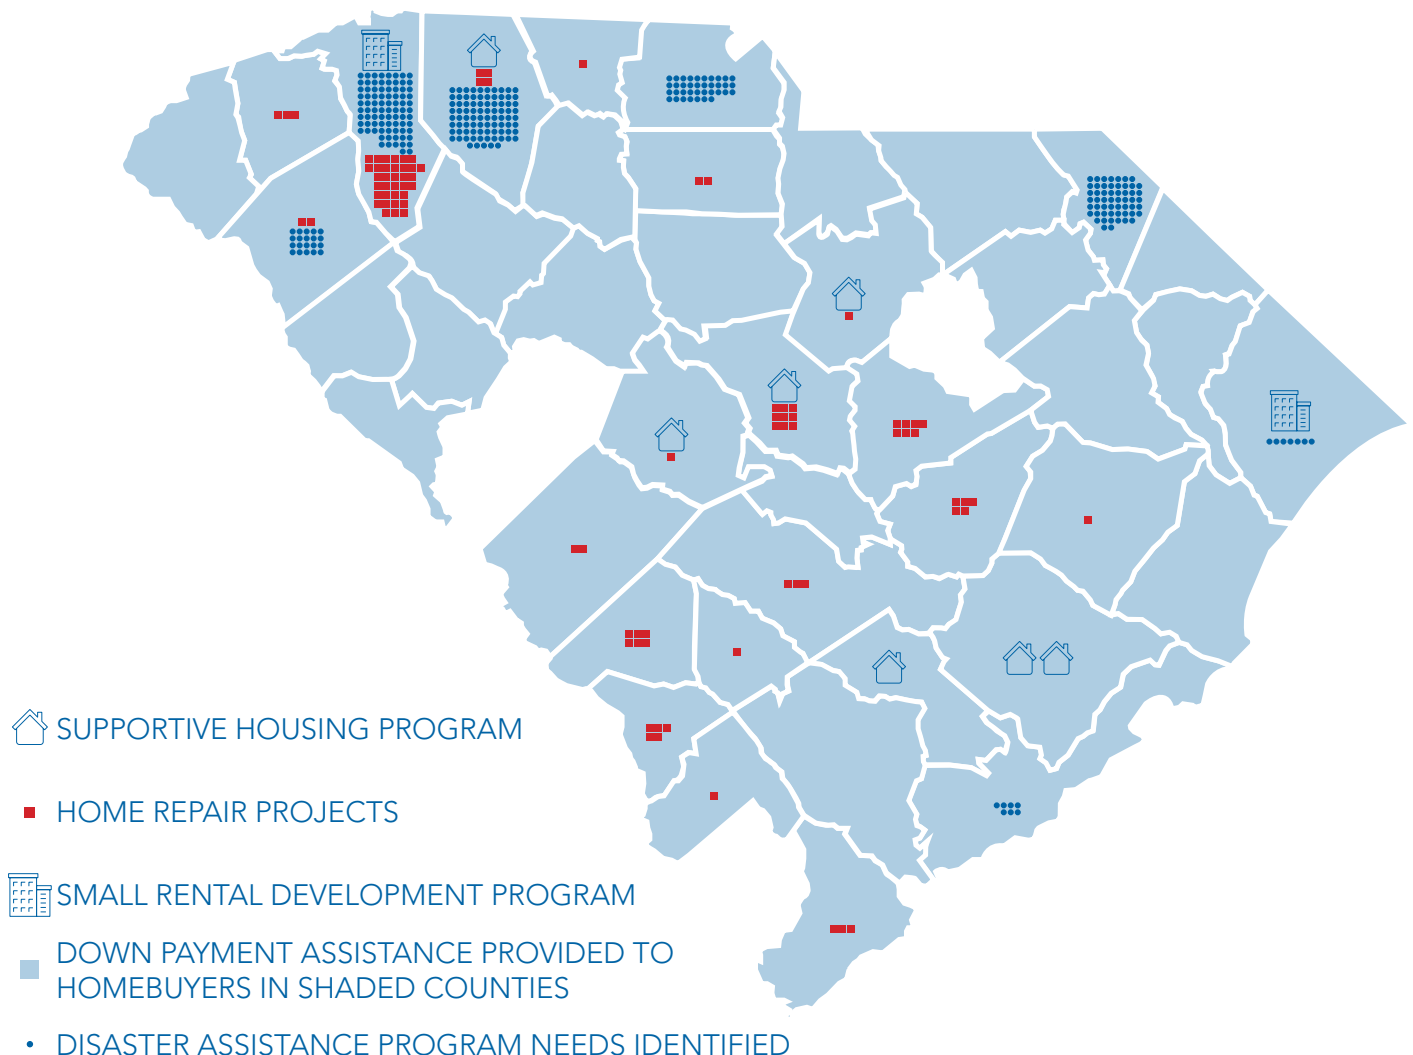 SUPPORTIVE HOUSING PROGRAM
HOME REPAIR PROJECTS
SMALL RENTAL DEVELOPMENT PROGRAM
DOWN PAYMENT ASSISTANCE PROVIDED TO
HOMEBUYERS IN SHADED COUNTIES
DISASTER ASSISTANCE PROGRAM NEEDS IDENTIFIED